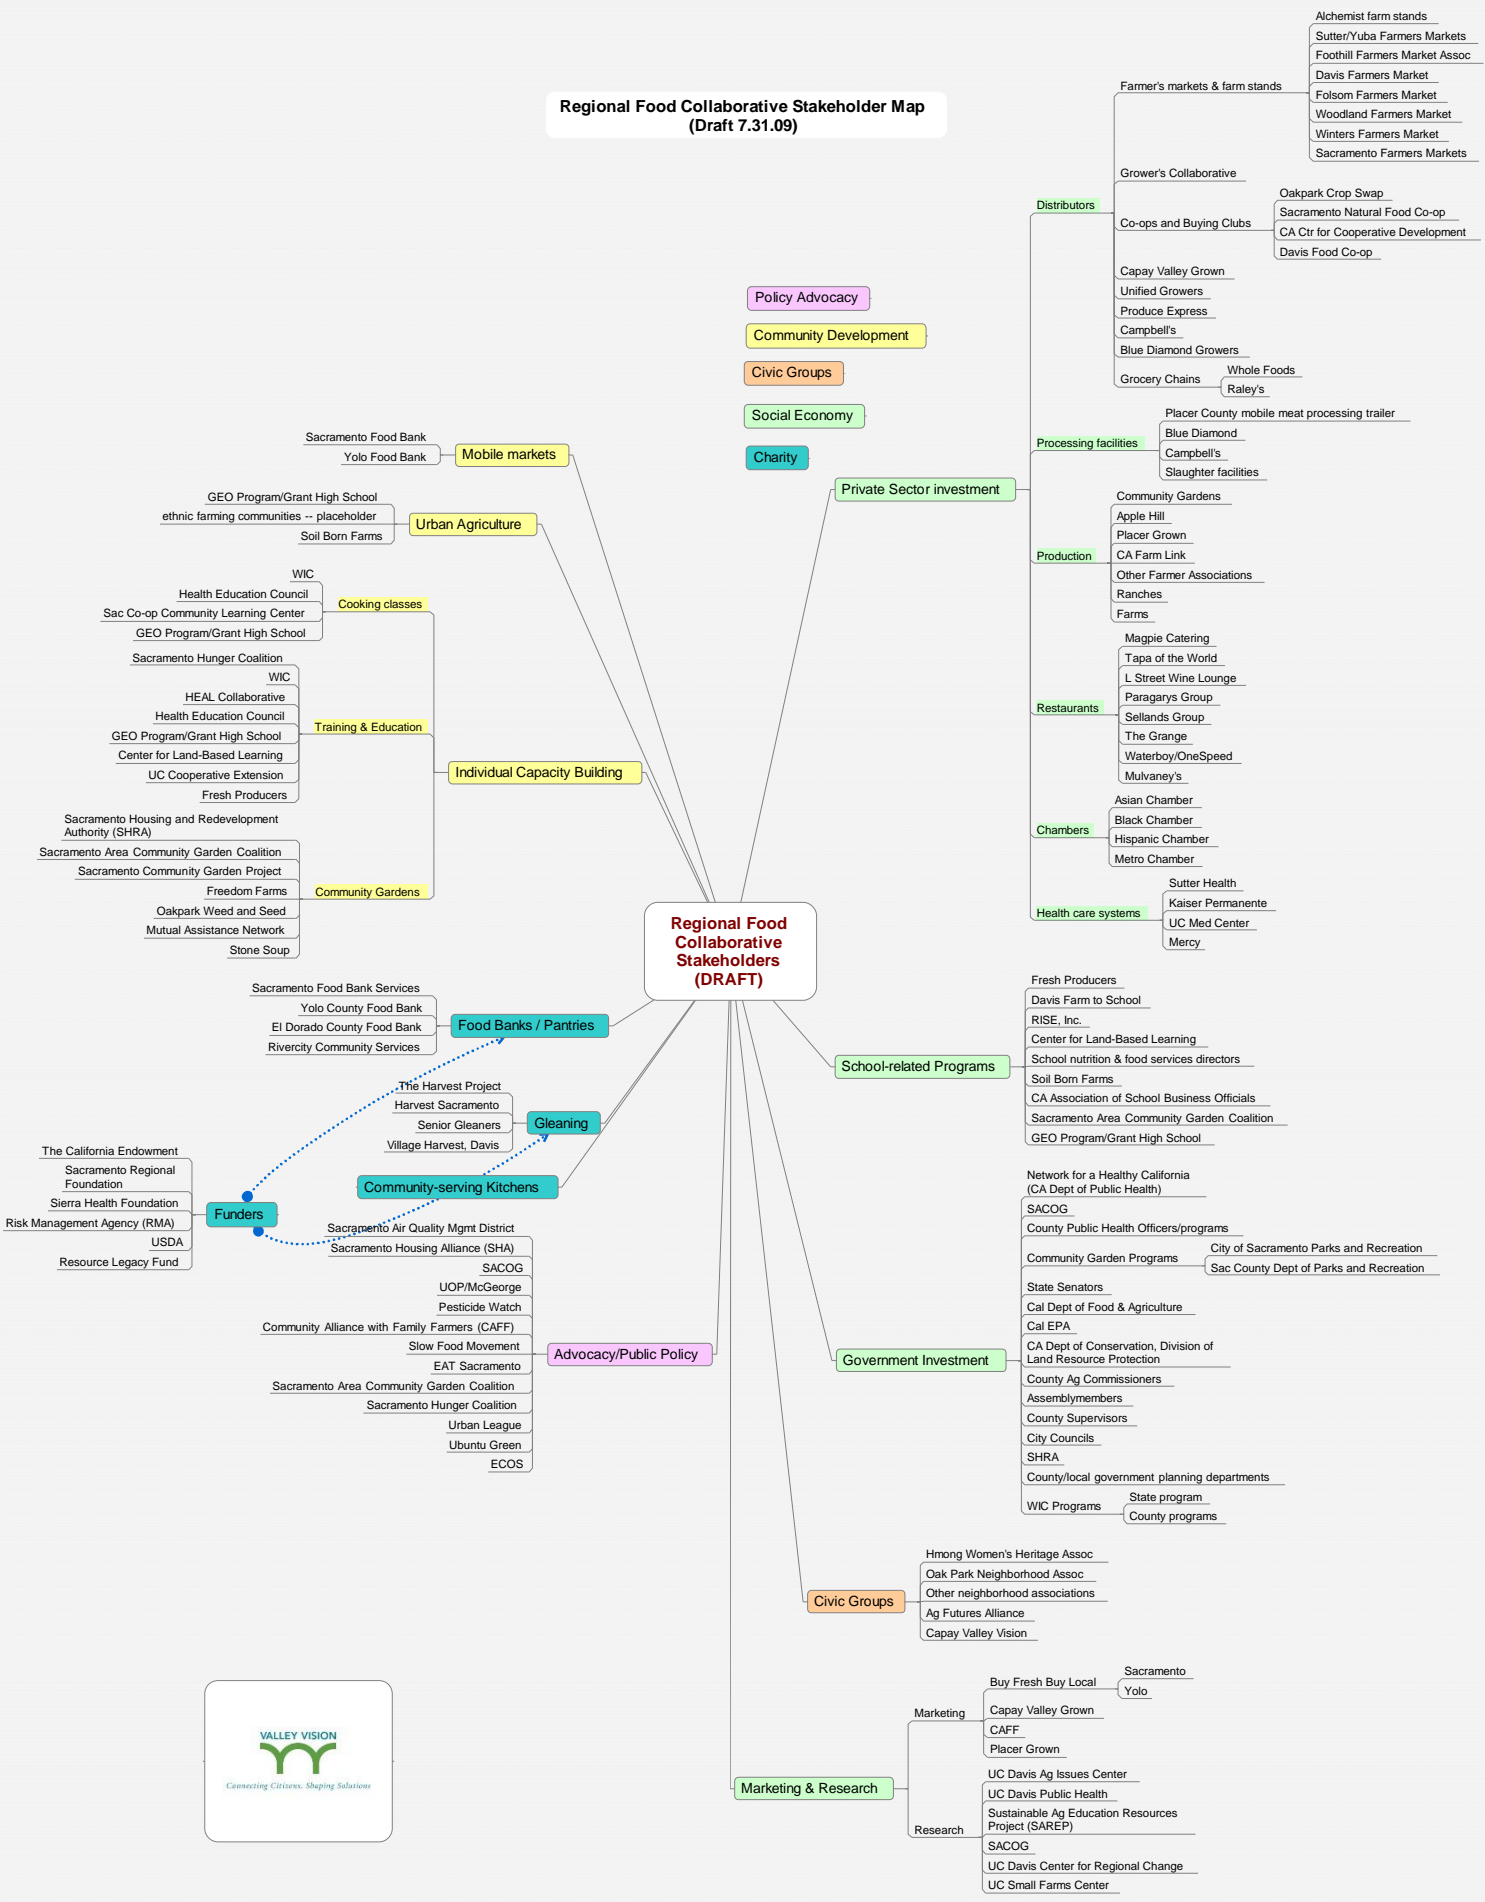 Regional Food Collaborative Stakeholder Map
(Draft 7.31.09)
Policy Advocacy
Community Development
Civic Groups
Social Economy
Charity
Regional Food
Collaborative
Stakeholders
(DRAFT)
Mobile markets
Sacramento Food Bank
Yolo Food Bank
Urban Agriculture
GEO Program/Grant High School
ethnic farming communities -- placeholder
Soil Born Farms
Individual Capacity Building
Cooking classes
WIC
Health Education Council
Sac Co-op Community Learning Center
GEO Program/Grant High School
Training & Education
Sacramento Hunger Coalition
WIC
HEAL Collaborative
Health Education Council
GEO Program/Grant High School
Center for Land-Based Learning
UC Cooperative Extension
Fresh Producers
Community Gardens
Sacramento Housing and Redevelopment
Authority (SHRA)
Sacramento Area Community Garden Coalition
Sacramento Community Garden Project
Freedom Farms
Oakpark Weed and Seed
Mutual Assistance Network
Stone Soup
Food Banks / Pantries
Sacramento Food Bank Services
Yolo County Food Bank
El Dorado County Food Bank
Rivercity Community Services
Gleaning
The Harvest Project
Harvest Sacramento
Senior Gleaners
Village Harvest, Davis
Community-serving Kitchens
Funders
The California Endowment
Sacramento Regional
Foundation
Sierra Health Foundation
Risk Management Agency (RMA)
USDA
Resource Legacy Fund
Advocacy/Public Policy
Sacramento Air Quality Mgmt District
Sacramento Housing Alliance (SHA)
SACOG
UOP/McGeorge
Pesticide Watch
Community Alliance with Family Farmers (CAFF)
Slow Food Movement
EAT Sacramento
Sacramento Area Community Garden Coalition
Sacramento Hunger Coalition
Urban League
Ubuntu Green
ECOS
Private Sector investment
Distributors
Farmer's markets & farm stands
Alchemist farm stands
Sutter/Yuba Farmers Markets
Foothill Farmers Market Assoc
Davis Farmers Market
Folsom Farmers Market
Woodland Farmers Market
Winters Farmers Market
Sacramento Farmers Markets
Grower's Collaborative
Co-ops and Buying Clubs
Oakpark Crop Swap
Sacramento Natural Food Co-op
CA Ctr for Cooperative Development
Davis Food Co-op
Capay Valley Grown
Unified Growers
Produce Express
Campbell's
Blue Diamond Growers
Grocery Chains
Whole Foods
Raley's
Processing facilities
Placer County mobile meat processing trailer
Blue Diamond
Campbell's
Slaughter facilities
Production
Community Gardens
Apple Hill
Placer Grown
CA Farm Link
Other Farmer Associations
Ranches
Farms
Restaurants
Magpie Catering
Tapa of the World
L Street Wine Lounge
Paragarys Group
Sellands Group
The Grange
Waterboy/OneSpeed
Mulvaney's
Chambers
Asian Chamber
Black Chamber
Hispanic Chamber
Metro Chamber
Health care systems
Sutter Health
Kaiser Permanente
UC Med Center
Mercy
School-related Programs
Fresh Producers
Davis Farm to School
RISE, Inc.
Center for Land-Based Learning
School nutrition & food services directors
Soil Born Farms
CA Association of School Business Officials
Sacramento Area Community Garden Coalition
GEO Program/Grant High School
Government Investment
Network for a Healthy California
(CA Dept of Public Health)
SACOG
County Public Health Officers/programs
Community Garden Programs
City of Sacramento Parks and Recreation
Sac County Dept of Parks and Recreation
State Senators
Cal Dept of Food & Agriculture
Cal EPA
CA Dept of Conservation, Division of
Land Resource Protection
County Ag Commissioners
Assemblymembers
County Supervisors
City Councils
SHRA
County/local government planning departments
WIC Programs
State program
County programs
Civic Groups
Hmong Women's Heritage Assoc
Oak Park Neighborhood Assoc
Other neighborhood associations
Ag Futures Alliance
Capay Valley Vision
Marketing & Research
Marketing
Buy Fresh Buy Local
Sacramento
Yolo
Capay Valley Grown
CAFF
Placer Grown
Research
UC Davis Ag Issues Center
UC Davis Public Health
Sustainable Ag Education Resources
Project (SAREP)
SACOG
UC Davis Center for Regional Change
UC Small Farms Center
VALLEY VISION
Connecting Citizens. Shaping Solutions